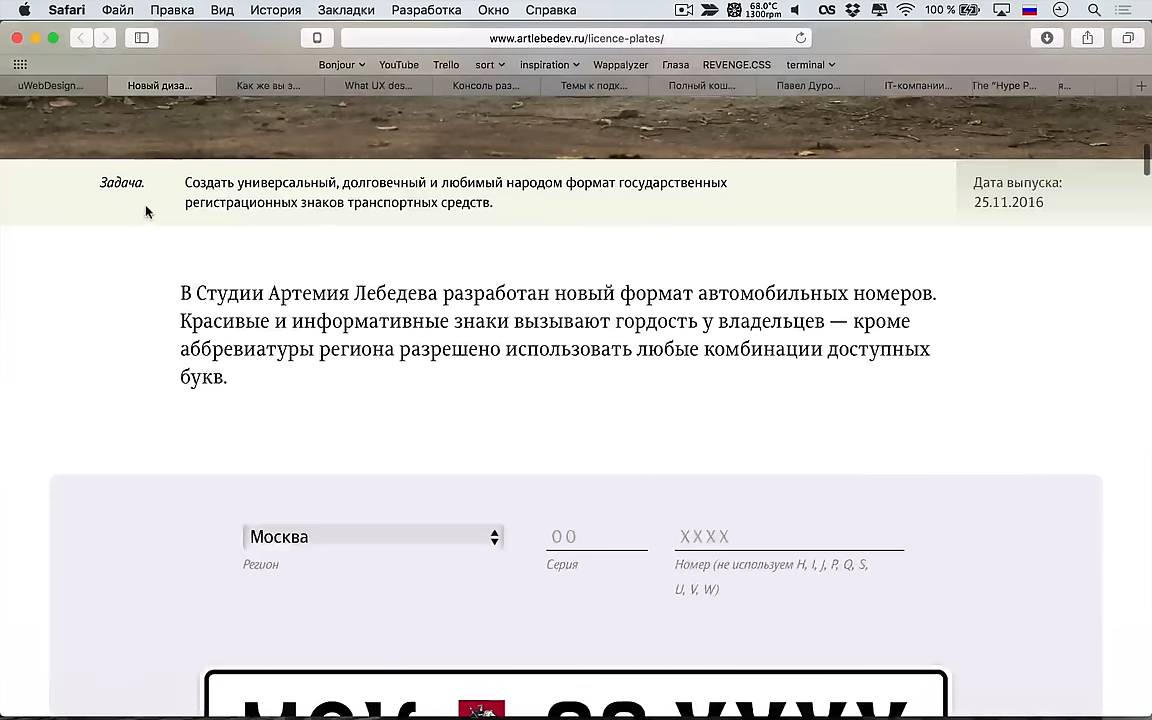 Safari Файл Правка Вид История Закладки Разработка Окно Справка 68.0°C 1300rpm 100 %
www.artlebedev.ru/licence-plates/
Bonjour YouTube Trello sort inspiration Wappalyzer Глаза REVENGE.CSS terminal
uWebDesign... Новый диза... Как же вы з... What UX des... Консоль раз... Темы к подк... Полный кош... Павел Дуро... IT-компании... The "Hype P... я...
Задача. Создать универсальный, долговечный и любимый народом формат государственных Дата выпуска:
регистрационных знаков транспортных средств. 25.11.2016
В Студии Артемия Лебедева разработан новый формат автомобильных номеров.
Красивые и информативные знаки вызывают гордость у владельцев — кроме
аббревиатуры региона разрешено использовать любые комбинации доступных
букв.
Москва 00 XXXX
Регион Серия Номер (не используем H, I, J, P, Q, S,
U, V, W)